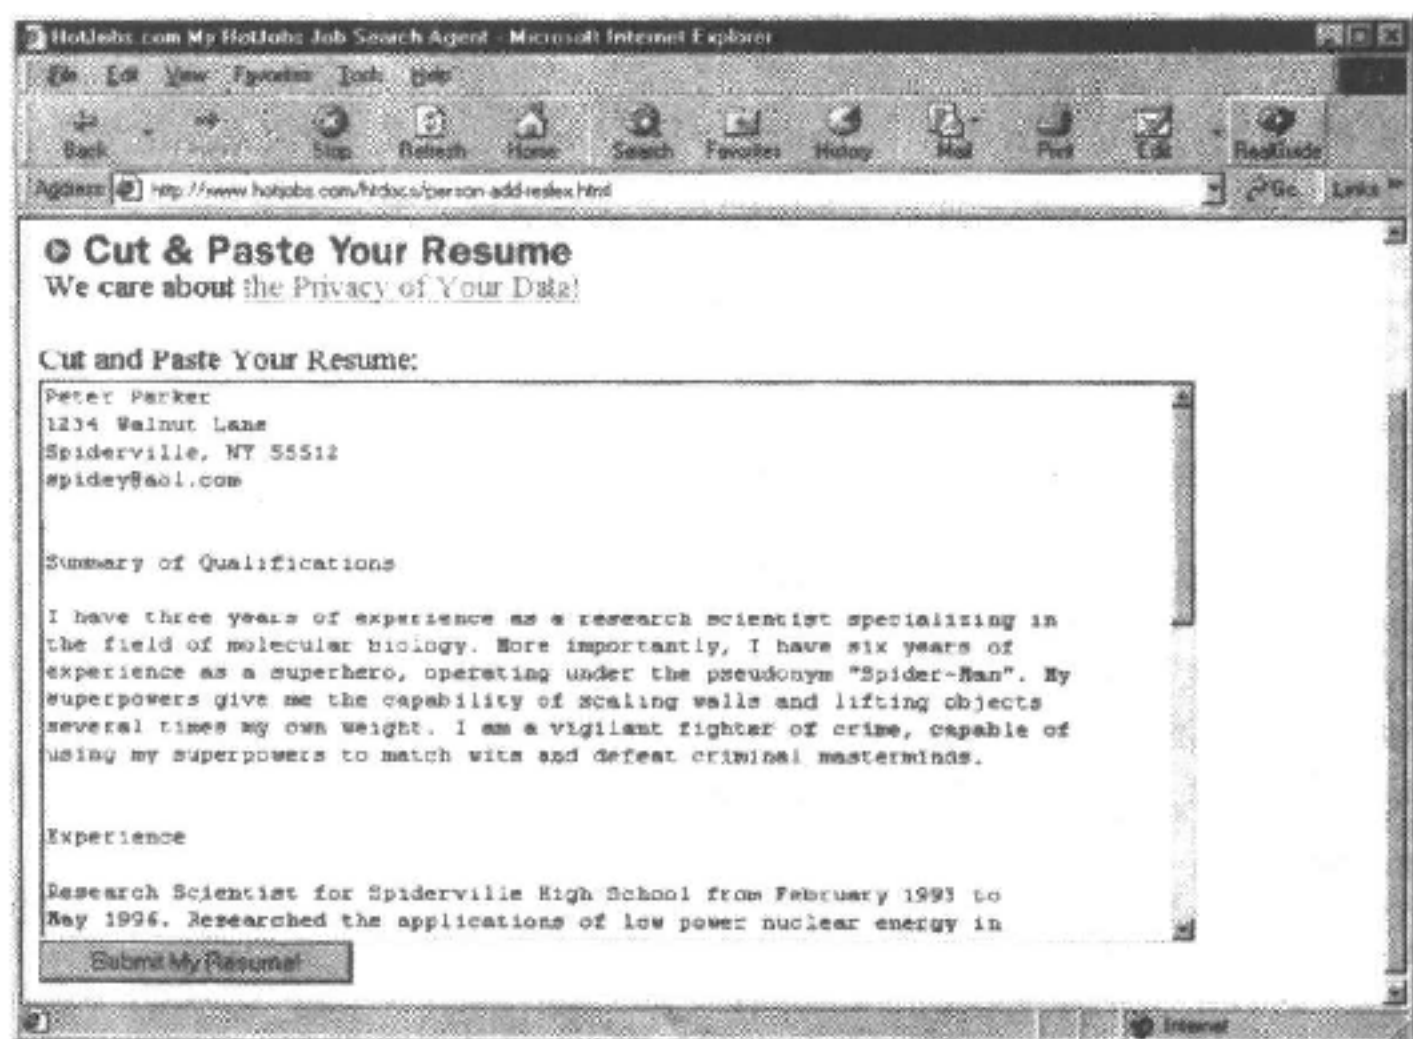 HotJobs.com My HotJobs Job Search Agent - Microsoft Internet Explorer
File Edit View Favorites Tools Help
Back Forward Stop Refresh Home Search Favorites History Mail Print Edit RealGuide
Address http://www.hotjobs.com/htdocs/person-add-reslex.html Go Links »
Cut & Paste Your Resume
We care about the Privacy of Your Data!
Cut and Paste Your Resume:
Peter Parker
1234 Walnut Lane
Spiderville, NY 55512
spidey@aol.com
Summary of Qualifications
I have three years of experience as a research scientist specializing in
the field of molecular biology. More importantly, I have six years of
experience as a superhero, operating under the pseudonym "Spider-Man". My
superpowers give me the capability of scaling walls and lifting objects
several times my own weight. I am a vigilant fighter of crime, capable of
using my superpowers to match wits and defeat criminal masterminds.
Experience
Research Scientist for Spiderville High School from February 1993 to
May 1996. Researched the applications of low power nuclear energy in
Submit My Resume!
Internet